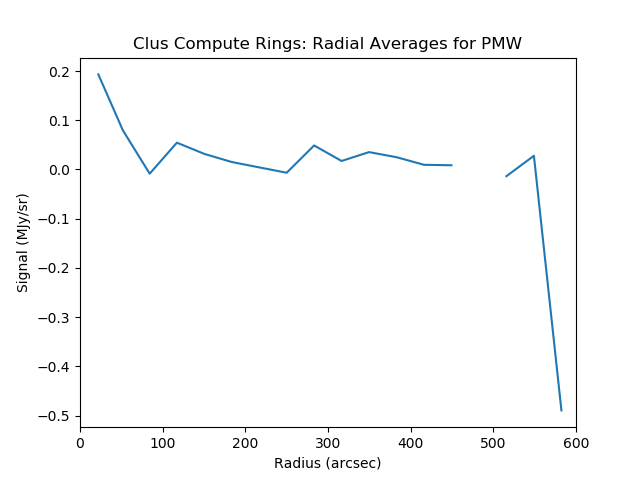 Clus Compute Rings: Radial Averages for PMW
0.2
0.1
0.0
−0.1
−0.2
−0.3
−0.4
−0.5
Signal (MJy/sr)
0 100 200 300 400 500 600
Radius (arcsec)